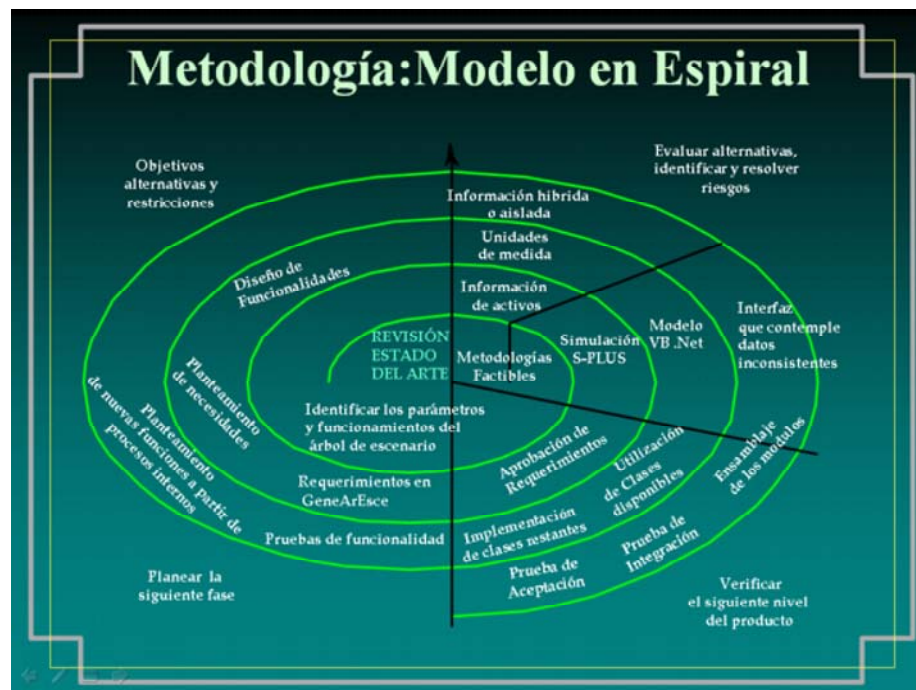 Metodología:Modelo en Espiral
Objetivos
alternativas y
restricciones
Evaluar alternativas,
identificar y resolver
riesgos
Información hibrida
o aislada
Unidades
de medida
Información
de activos
Diseño de
Funcionalidades
REVISIÓN
ESTADO
DEL ARTE
Metodologías
Factibles
Simulación
S-PLUS
Modelo
VB .Net
Interfaz
que contemple
datos
inconsistentes
Planteamiento
de necesidades
Planteamiento
de nuevas funciones a partir de
procesos internos
Identificar los parámetros
y funcionamientos del
árbol de escenario
Requerimientos en
GeneArEsce
Pruebas de funcionalidad
Aprobación de
Requerimientos
Utilización
de Clases
disponibles
Ensamblaje
de los módulos
Implementación
de clases restantes
Prueba de
Integración
Prueba de
Aceptación
Planear la
siguiente fase
Verificar
el siguiente nivel
del producto